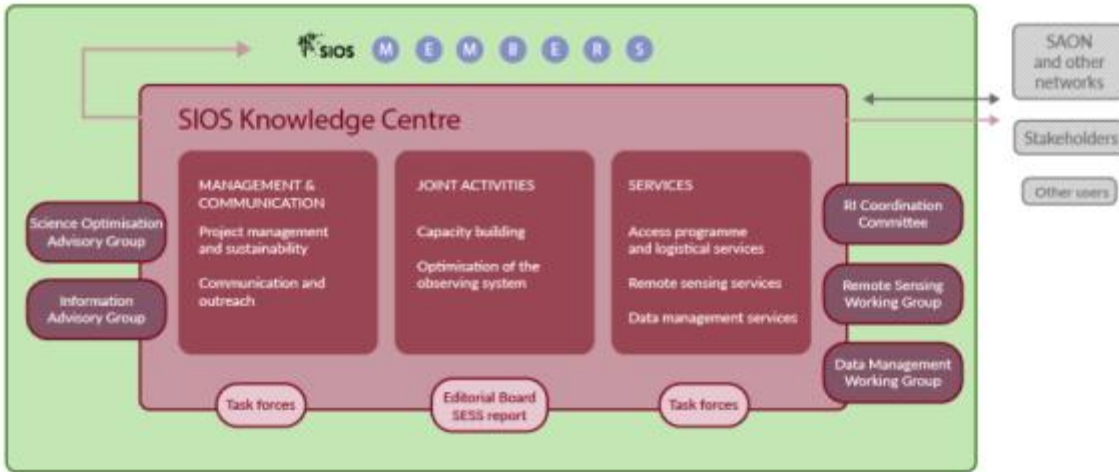 SIOS MEMBERS
SAON
and other
networks
Stakeholders
Other users
SIOS Knowledge Centre
MANAGEMENT &
COMMUNICATION
Project management
and sustainability
Communication and
outreach
JOINT ACTIVITIES
Capacity building
Optimisation of the
observing system
SERVICES
Access programme
and logistical services
Remote sensing services
Data management services
Science Optimisation
Advisory Group
Information
Advisory Group
RI Coordination
Committee
Remote Sensing
Working Group
Data Management
Working Group
Task forces
Editorial Board
SESS report
Task forces